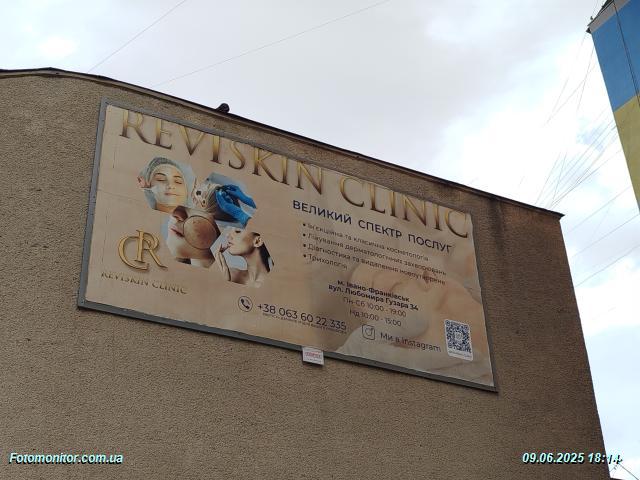 REVISKIN CLINIC
ВЕЛИКИЙ СПЕКТР ПОСЛУГ
• Ін'єкційна та класична косметологія
• Лікування дерматологічних захворювань
• Діагностика та видалення новоутворень
• Трихологія
CR
REVISKIN CLINIC
м. Івано-Франківськ
вул. Любомира Гузара 34
Пн-Сб 10:00 - 19:00
Нд 10:00 - 15:00
+38 063 60 22 335
Ми в Instagram
Fotomonitor.com.ua
09.06.2025 18:14